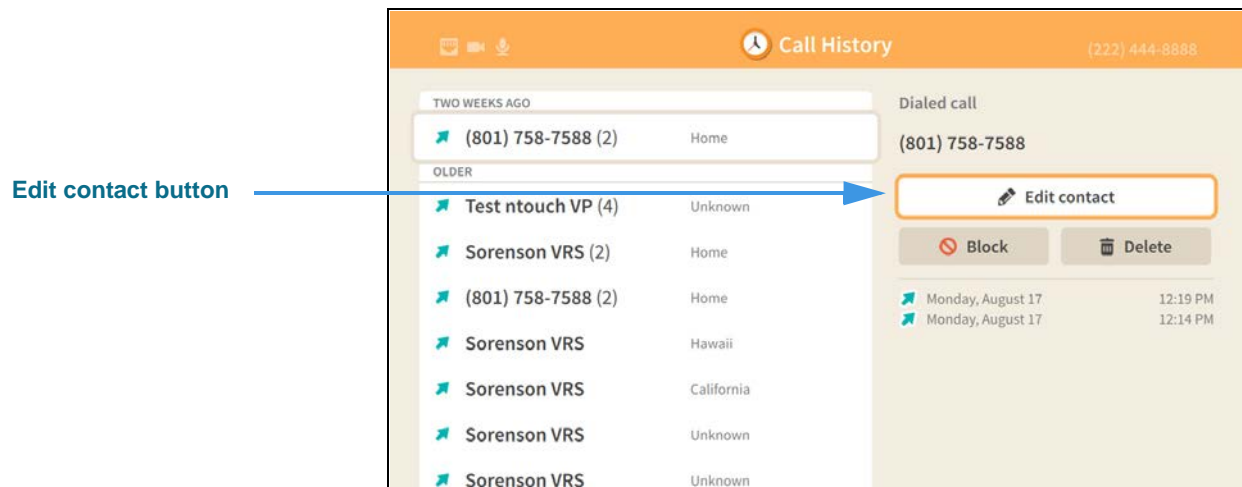 Call History
(222) 444-8888
Edit contact button
TWO WEEKS AGO
(801) 758-7588 (2) Home
OLDER
Test ntouch VP (4) Unknown
Sorenson VRS (2) Home
(801) 758-7588 (2) Home
Sorenson VRS Hawaii
Sorenson VRS California
Sorenson VRS Unknown
Sorenson VRS Unknown
Dialed call
(801) 758-7588
Edit contact
Block Delete
Monday, August 17 12:19 PM
Monday, August 17 12:14 PM